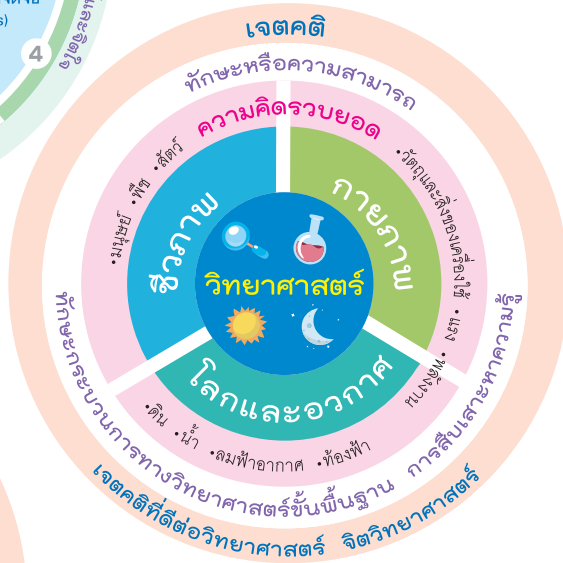 s)
4
และจิตใจ
เจตคติ
ทักษะหรือความสามารถ
ความคิดรวบยอด
ชีวภาพ
•มนุษย์ •พืช •สัตว์
กายภาพ
•วัตถุและสิ่งของเครื่องใช้ •แรง •พลังงาน
วิทยาศาสตร์
โลกและอวกาศ
•ดิน •น้ำ •ลมฟ้าอากาศ •ท้องฟ้า
ทักษะกระบวนการทางวิทยาศาสตร์ขั้นพื้นฐาน การสืบเสาะหาความรู้
เจตคติที่ดีต่อวิทยาศาสตร์ จิตวิทยาศาสตร์